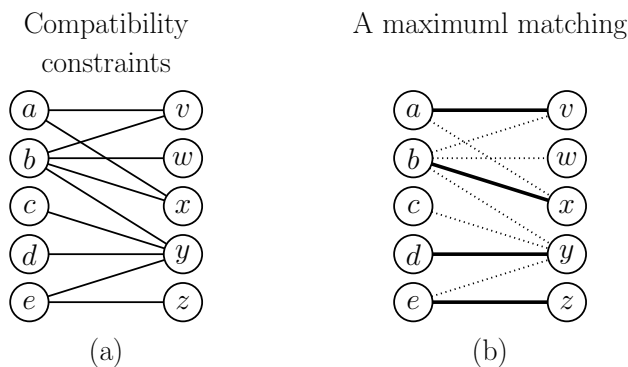 Compatibility
constraints
A maximuml matching
a v
b w
c x
d y
e z
(a)
a v
b w
c x
d y
e z
(b)